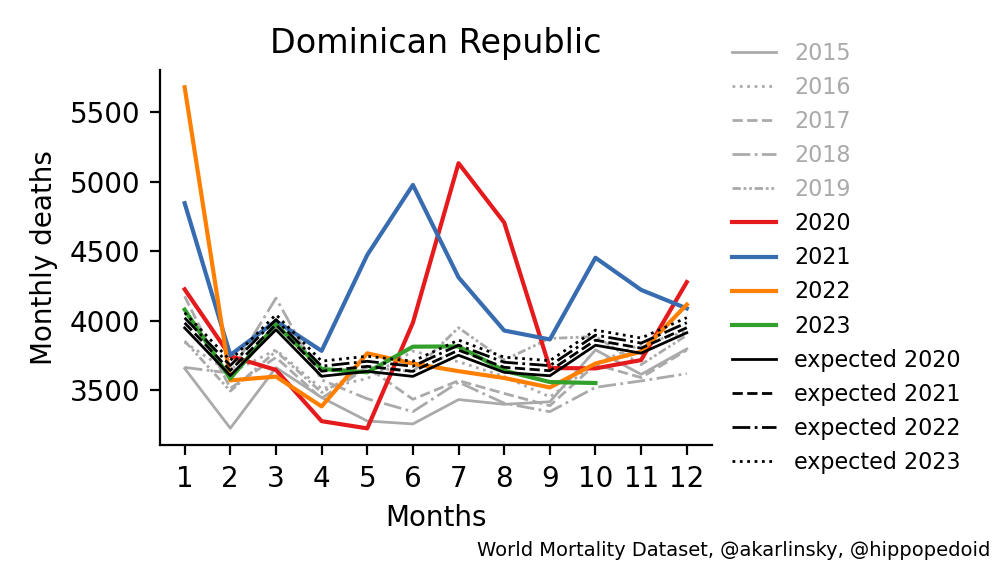 Dominican Republic
Monthly deaths
5500
5000
4500
4000
3500
1 2 3 4 5 6 7 8 9 10 11 12
Months
2015
2016
2017
2018
2019
2020
2021
2022
2023
expected 2020
expected 2021
expected 2022
expected 2023
World Mortality Dataset, @akarlinsky, @hippopedoid